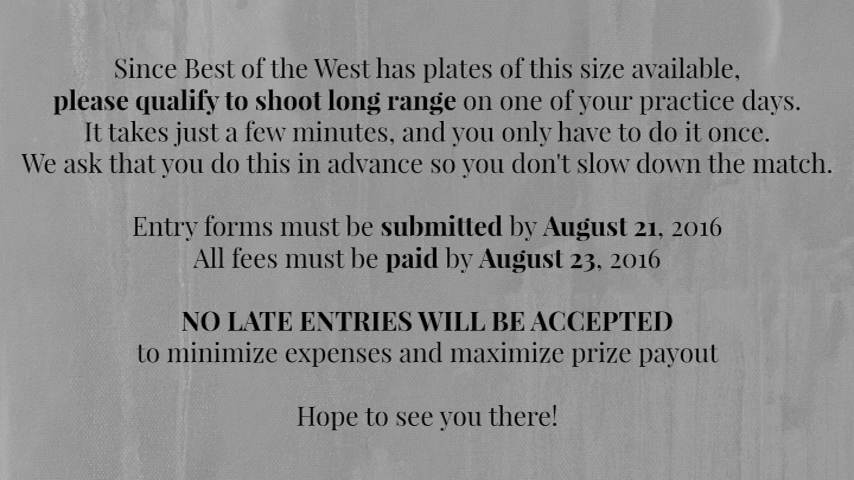 Since Best of the West has plates of this size available,
please qualify to shoot long range on one of your practice days.
It takes just a few minutes, and you only have to do it once.
We ask that you do this in advance so you don't slow down the match.
Entry forms must be submitted by August 21, 2016
All fees must be paid by August 23, 2016
NO LATE ENTRIES WILL BE ACCEPTED
to minimize expenses and maximize prize payout
Hope to see you there!